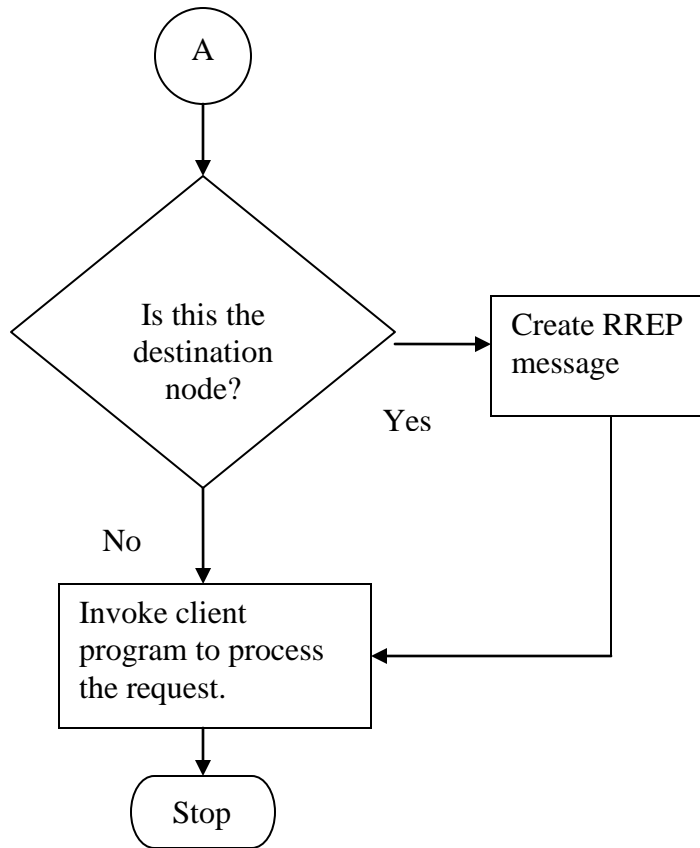 A
Is this the
destination
node?
Create RREP
message
Yes
No
Invoke client
program to process
the request.
Stop